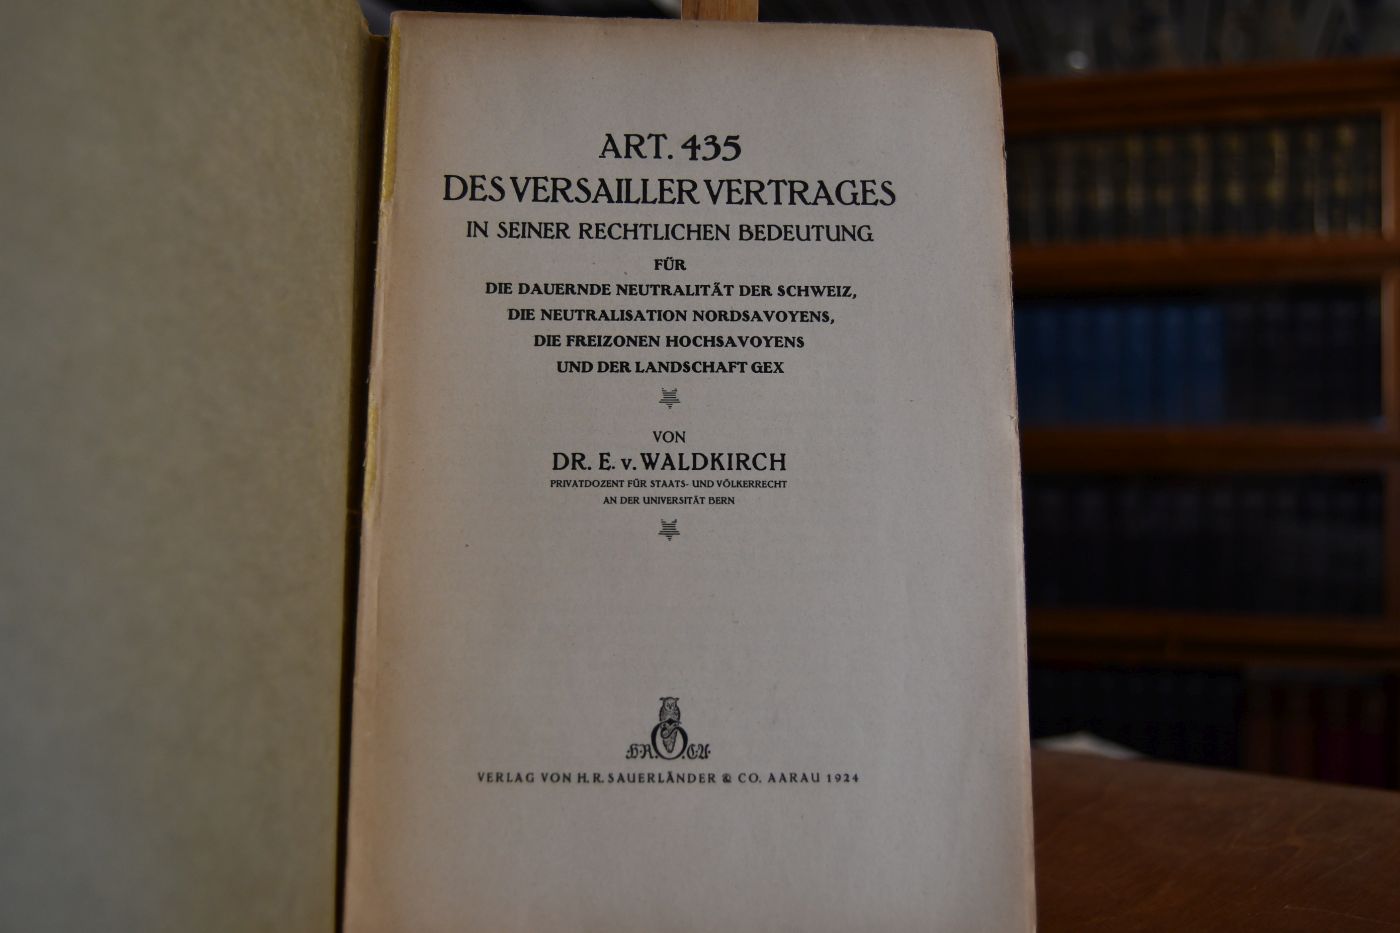 ART. 435
DES VERSAILLER VERTRAGES
IN SEINER RECHTLICHEN BEDEUTUNG
FÜR
DIE DAUERNDE NEUTRALITÄT DER SCHWEIZ,
DIE NEUTRALISATION NORDSAVOYENS,
DIE FREIZONEN HOCHSAVOYENS
UND DER LANDSCHAFT GEX
VON
DR. E. v. WALDKIRCH
PRIVATDOZENT FÜR STAATS- UND VÖLKERRECHT
AN DER UNIVERSITÄT BERN
VERLAG VON H. R. SAUERLÄNDER & CO. AARAU 1924